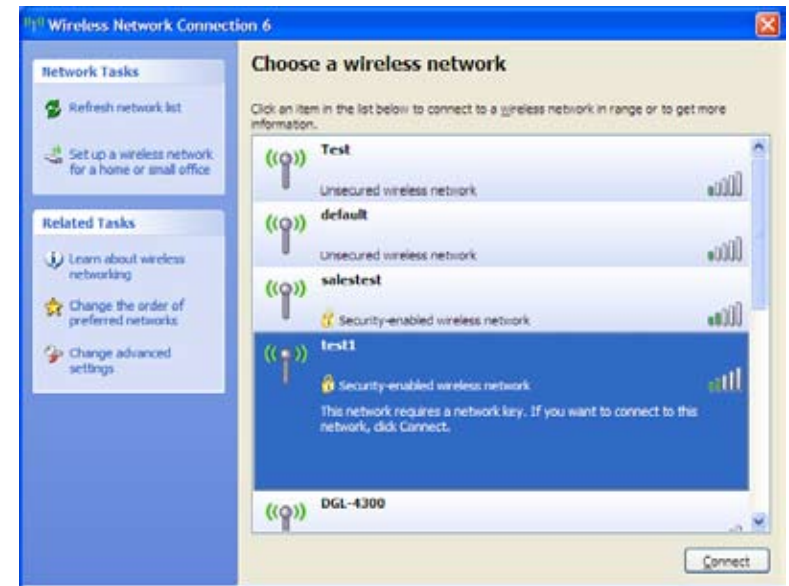 Wireless Network Connection 6
Network Tasks
Refresh network list
Set up a wireless network
for a home or small office
Related Tasks
Learn about wireless
networking
Change the order of
preferred networks
Change advanced
settings
Choose a wireless network
Click an item in the list below to connect to a wireless network in range or to get more
information.
Test
Unsecured wireless network
default
Unsecured wireless network
salestest
Security-enabled wireless network
test1
Security-enabled wireless network
This network requires a network key. If you want to connect to this
network, click Connect.
DGL-4300
Connect